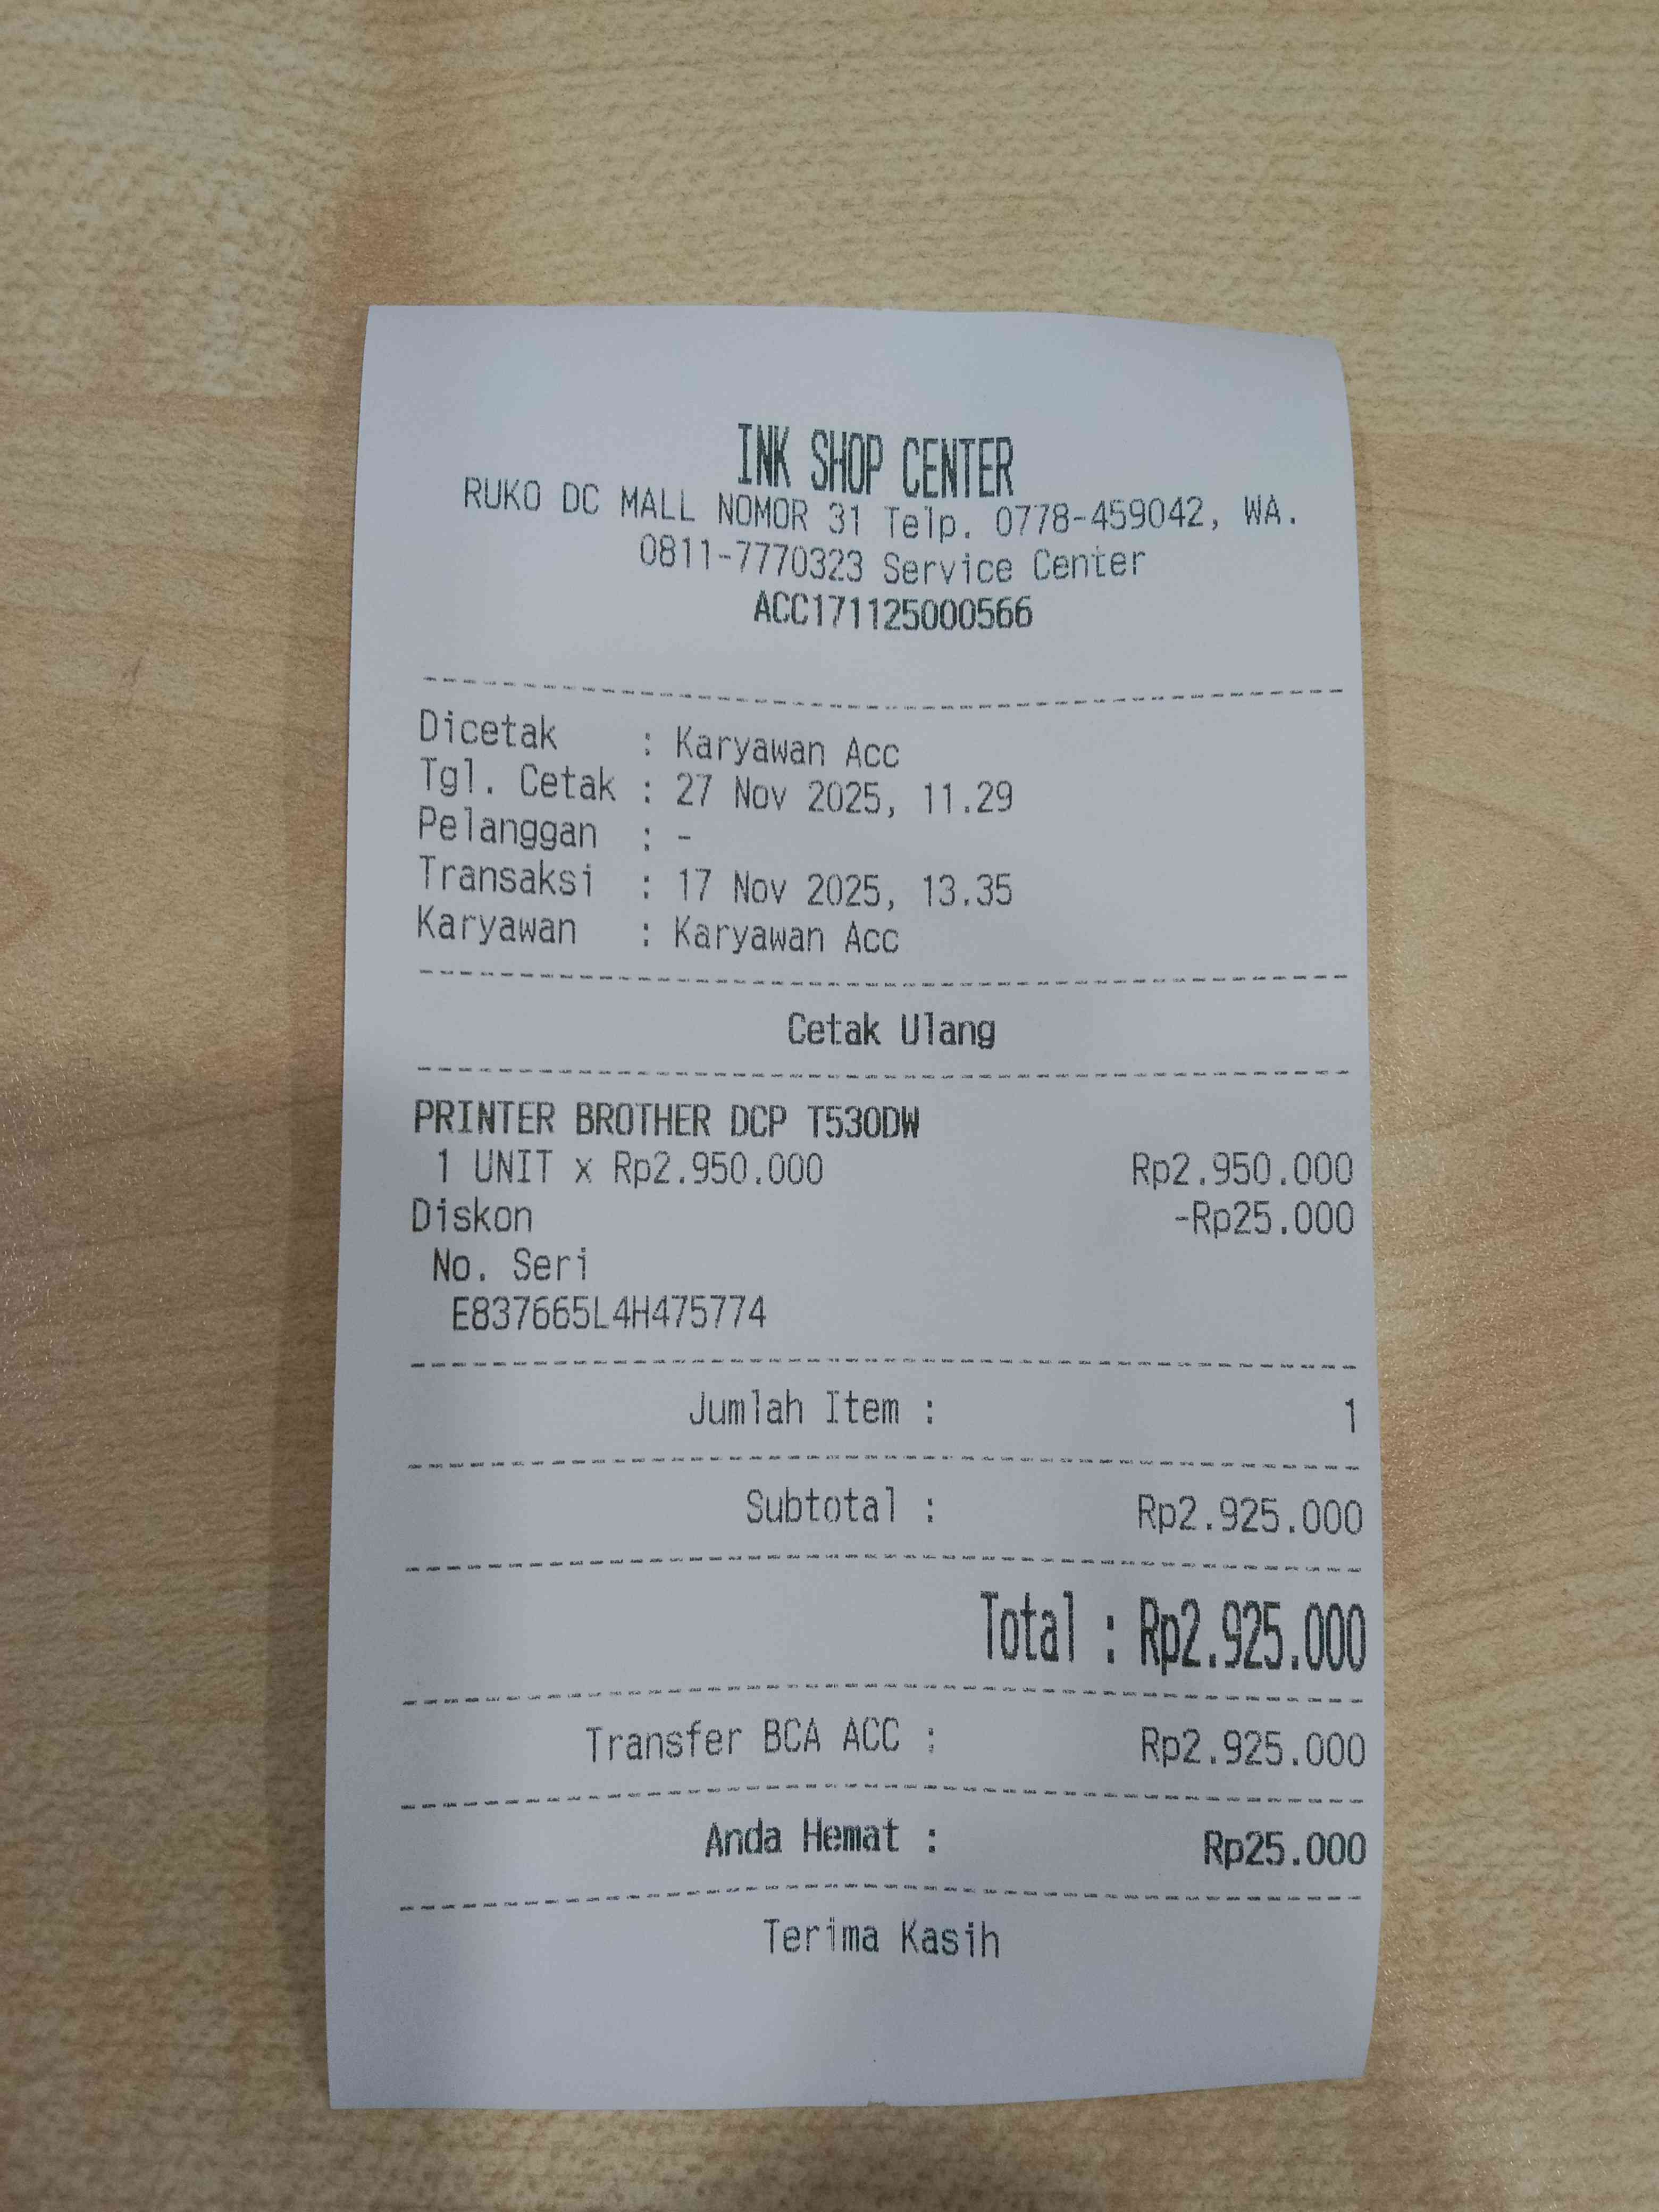 INK SHOP CENTER
RUKO DC MALL NOMOR 31 Telp. 0778-459042, WA.
0811-7770323 Service Center
ACC171125000566
Dicetak : Karyawan Acc
Tgl. Cetak : 27 Nov 2025, 11.29
Pelanggan : -
Transaksi : 17 Nov 2025, 13.35
Karyawan : Karyawan Acc
Cetak Ulang
PRINTER BROTHER DCP T530DW
1 UNIT x Rp2.950.000 Rp2.950.000
Diskon -Rp25.000
No. Seri
E837665L4H475774
Jumlah Item : 1
Subtotal : Rp2.925.000
Total : Rp2.925.000
Transfer BCA ACC : Rp2.925.000
Anda Hemat : Rp25.000
Terima Kasih